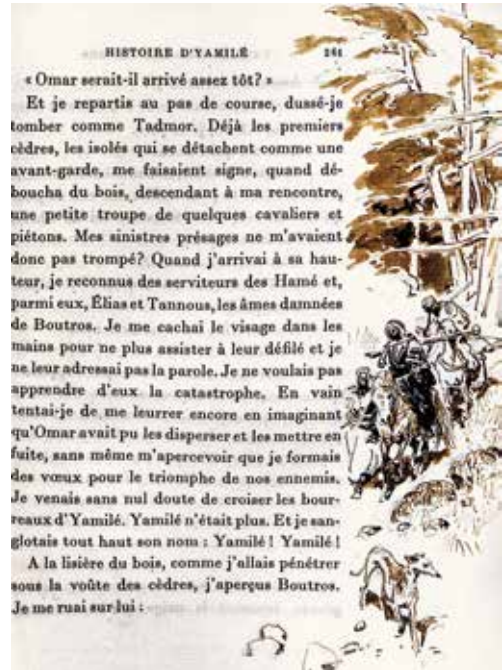 HISTOIRE D'YAMILÉ 261
« Omar serait-il arrivé assez tôt? »
Et je repartis au pas de course, dussé-je
tomber comme Tadmor. Déjà les premiers
cèdres, les isolés qui se détachent comme une
avant-garde, me faisaient signe, quand dé-
boucha du bois, descendant à ma rencontre,
une petite troupe de quelques cavaliers et
piétons. Mes sinistres présages ne m'avaient
donc pas trompé? Quand j'arrivai à sa hau-
teur, je reconnus des serviteurs des Hamé et,
parmi eux, Élias et Tannous, les âmes damnées
de Boutros. Je me cachai le visage dans les
mains pour ne plus assister à leur défilé et je
ne leur adressai pas la parole. Je ne voulais pas
apprendre d'eux la catastrophe. En vain
tentai-je de me leurrer encore en imaginant
qu'Omar avait pu les disperser et les mettre en
fuite, sans même m'apercevoir que je formais
des vœux pour le triomphe de nos ennemis.
Je venais sans nul doute de croiser les bour-
reaux d'Yamilé. Yamilé n'était plus. Et je san-
glotais tout haut son nom : Yamilé ! Yamilé !
A la lisière du bois, comme j'allais pénétrer
sous la voûte des cèdres, j'aperçus Boutros.
Je me ruai sur lui :